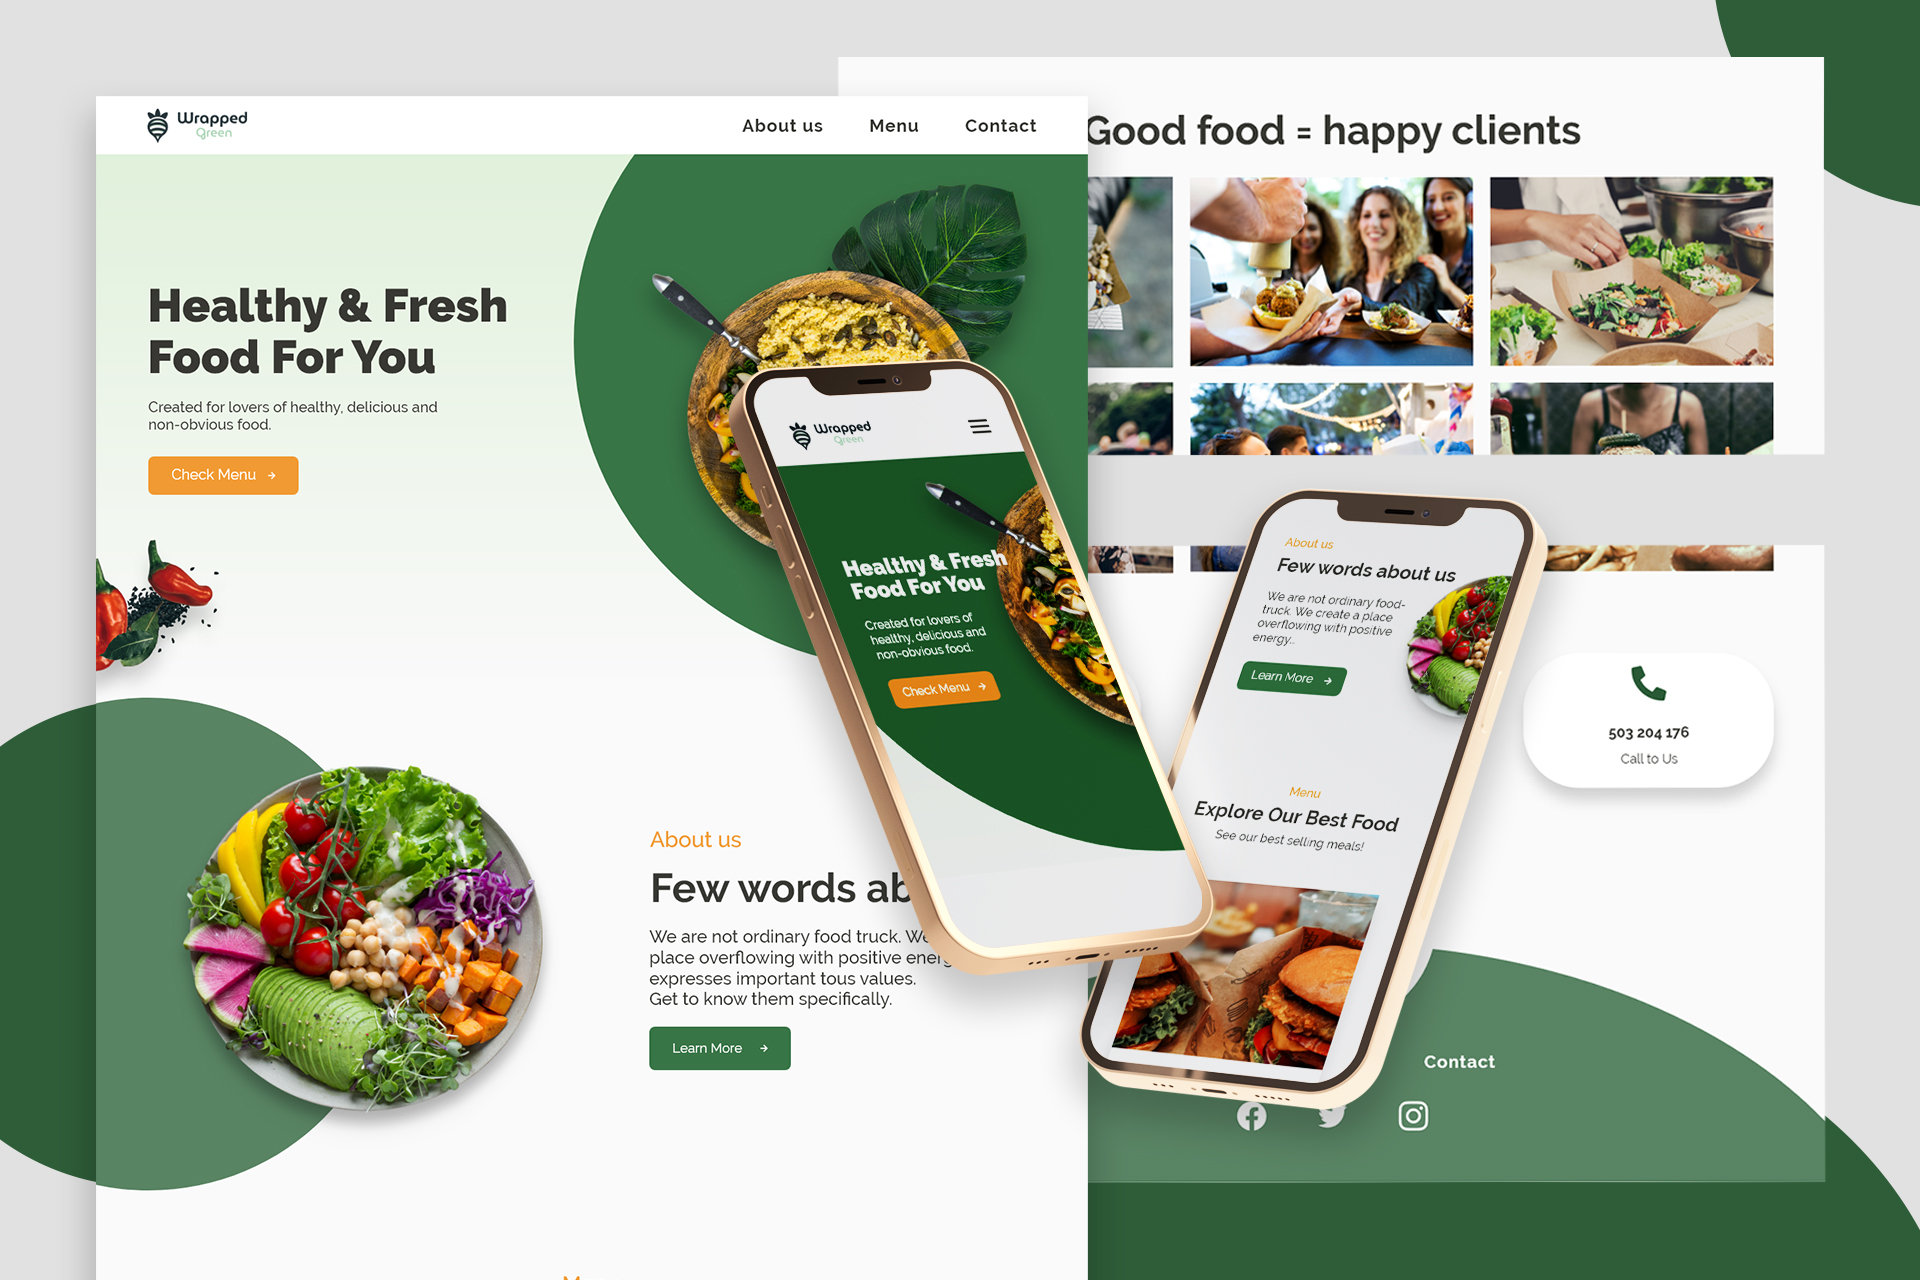 Wrapped
Green
About us
Menu
Contact
Healthy & Fresh
Food For You
Created for lovers of healthy, delicious and
non-obvious food.
Check Menu
About us
Few words ab
We are not ordinary food truck. We
place overflowing with positive energ
expresses important tous values.
Get to know them specifically.
Learn More
Good food = happy clients
Wrapped
Green
Healthy & Fresh
Food For You
Created for lovers of
healthy, delicious and
non-obvious food.
Check Menu
About us
Few words about us
We are not ordinary food-
truck. We create a place
overflowing with positive
energy..
Learn More
Menu
Explore Our Best Food
See our best selling meals!
503 204 176
Call to Us
Contact